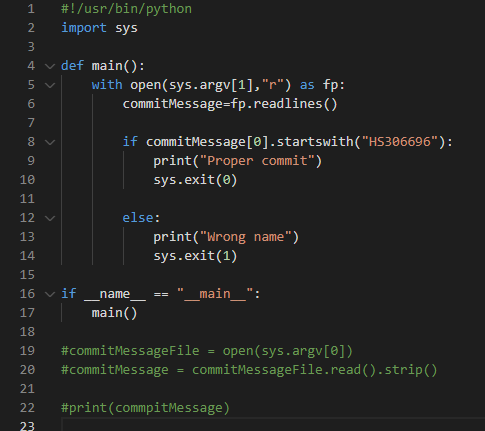 1 #!/usr/bin/python
2 import sys
3
4 def main():
5     with open(sys.argv[1],"r") as fp:
6         commitMessage=fp.readlines()
7
8         if commitMessage[0].startswith("HS306696"):
9             print("Proper commit")
10             sys.exit(0)
11
12         else:
13             print("Wrong name")
14             sys.exit(1)
15
16 if __name__ == "__main__":
17     main()
18
19 #commitMessageFile = open(sys.argv[0])
20 #commitMessage = commitMessageFile.read().strip()
21
22 #print(commpitMessage)
23